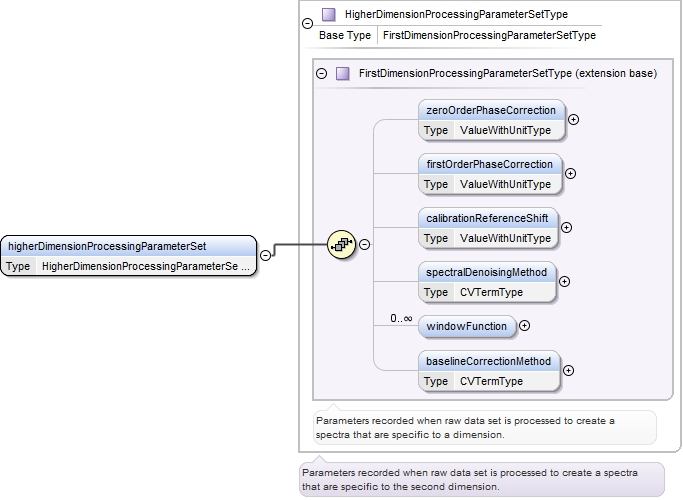 HigherDimensionProcessingParameterSetType
Base Type FirstDimensionProcessingParameterSetType
FirstDimensionProcessingParameterSetType (extension base)
zeroOrderPhaseCorrection
Type ValueWithUnitType
firstOrderPhaseCorrection
Type ValueWithUnitType
calibrationReferenceShift
Type ValueWithUnitType
higherDimensionProcessingParameterSet
Type HigherDimensionProcessingParameterSe ...
spectralDenoisingMethod
Type CVTermType
0..∞
windowFunction
baselineCorrectionMethod
Type CVTermType
Parameters recorded when raw data set is processed to create a
spectra that are specific to a dimension.
Parameters recorded when raw data set is processed to create a spectra
that are specific to the second dimension.